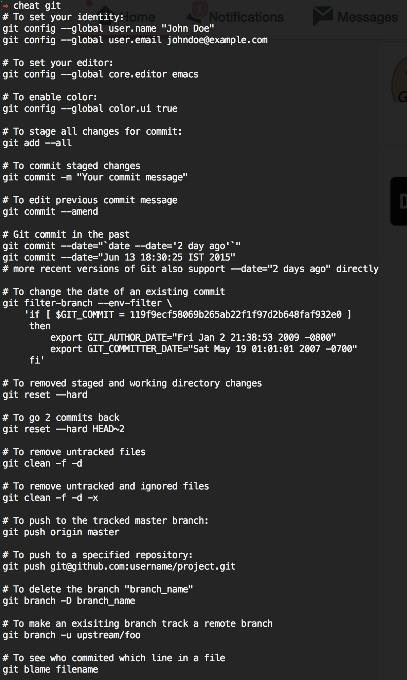 → cheat git
# To set your identity:
git config --global user.name "John Doe"
git config --global user.email johndoe@example.com
# To set your editor:
git config --global core.editor emacs
# To enable color:
git config --global color.ui true
# To stage all changes for commit:
git add --all
# To commit staged changes
git commit -m "Your commit message"
# To edit previous commit message
git commit --amend
# Git commit in the past
git commit --date="`date --date='2 day ago'`"
git commit --date="Jun 13 18:30:25 IST 2015"
# more recent versions of Git also support --date="2 days ago" directly
# To change the date of an existing commit
git filter-branch --env-filter \
'if [ $GIT_COMMIT = 119f9ecf58069b265ab22f1f97d2b648faf932e0 ]
then
export GIT_AUTHOR_DATE="Fri Jan 2 21:38:53 2009 -0800"
export GIT_COMMITTER_DATE="Sat May 19 01:01:01 2007 -0700"
fi'
# To removed staged and working directory changes
git reset --hard
# To go 2 commits back
git reset --hard HEAD~2
# To remove untracked files
git clean -f -d
# To remove untracked and ignored files
git clean -f -d -x
# To push to the tracked master branch:
git push origin master
# To push to a specified repository:
git push git@github.com:username/project.git
# To delete the branch "branch_name"
git branch -D branch_name
# To make an exisiting branch track a remote branch
git branch -u upstream/foo
# To see who commited which line in a file
git blame filename
Home
Notifications
Messages